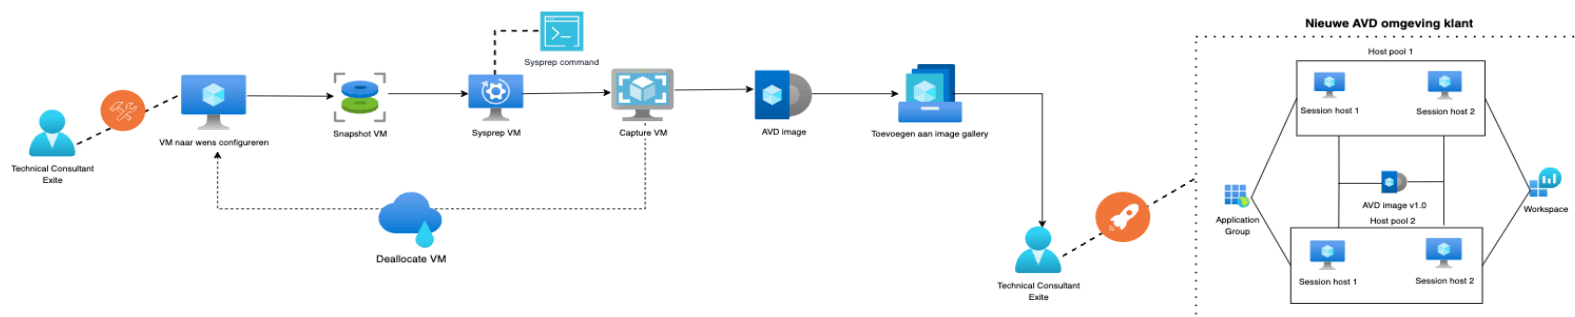 Nieuwe AVD omgeving klant
Host pool 1
Sysprep command
Session host 1
Session host 2
Snapshot VM
Sysprep VM
Capture VM
AVD image
Toevoegen aan image gallery
VM naar wens configureren
Technical Consultant
Exite
AVD image v1.0
Application
Group
Workspace
Host pool 2
Deallocate VM
Technical Consultant
Exite
Session host 1
Session host 2